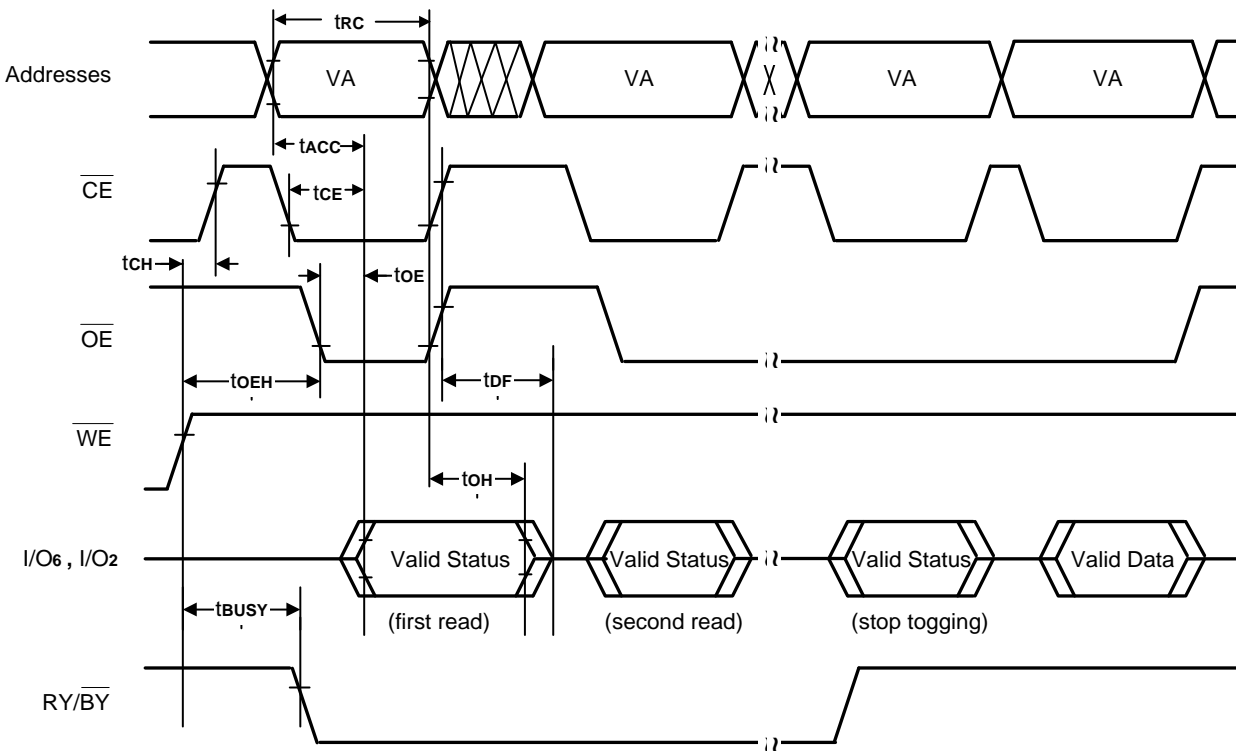 tRC
Addresses
VA
VA
VA
VA
tACC
CE
tCE
tCH
tOE
OE
tOEH
tDF
WE
tOH
I/O6 , I/O2
Valid Status
Valid Status
Valid Status
Valid Data
tBUSY
(first read)
(second read)
(stop togging)
RY/BY